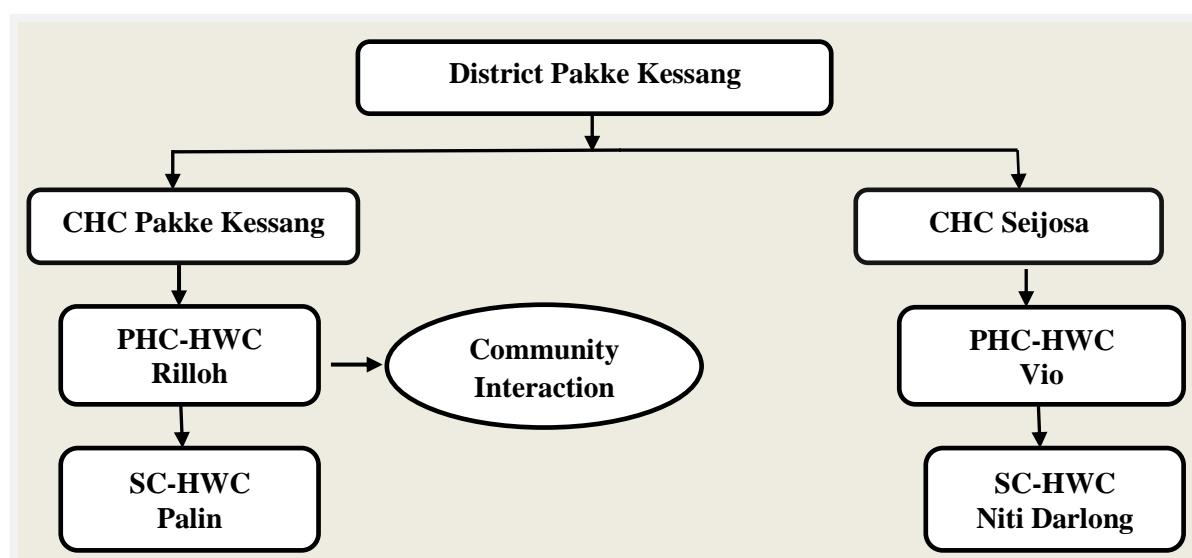 District Pakke Kessang
CHC Pakke Kessang
CHC Seijosa
PHC-HWC
Rilloh
Community
Interaction
PHC-HWC
Vio
SC-HWC
Palin
SC-HWC
Niti Darlong